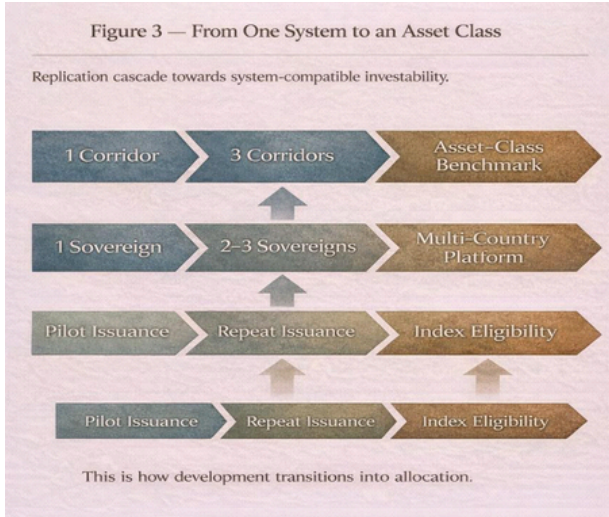 Figure 3 — From One System to an Asset Class
Replication cascade towards system-compatible investability.
1 Corridor
3 Corridors
Asset-Class
Benchmark
1 Sovereign
2–3 Sovereigns
Multi-Country
Platform
Pilot Issuance
Repeat Issuance
Index Eligibility
Pilot Issuance
Repeat Issuance
Index Eligibility
This is how development transitions into allocation.